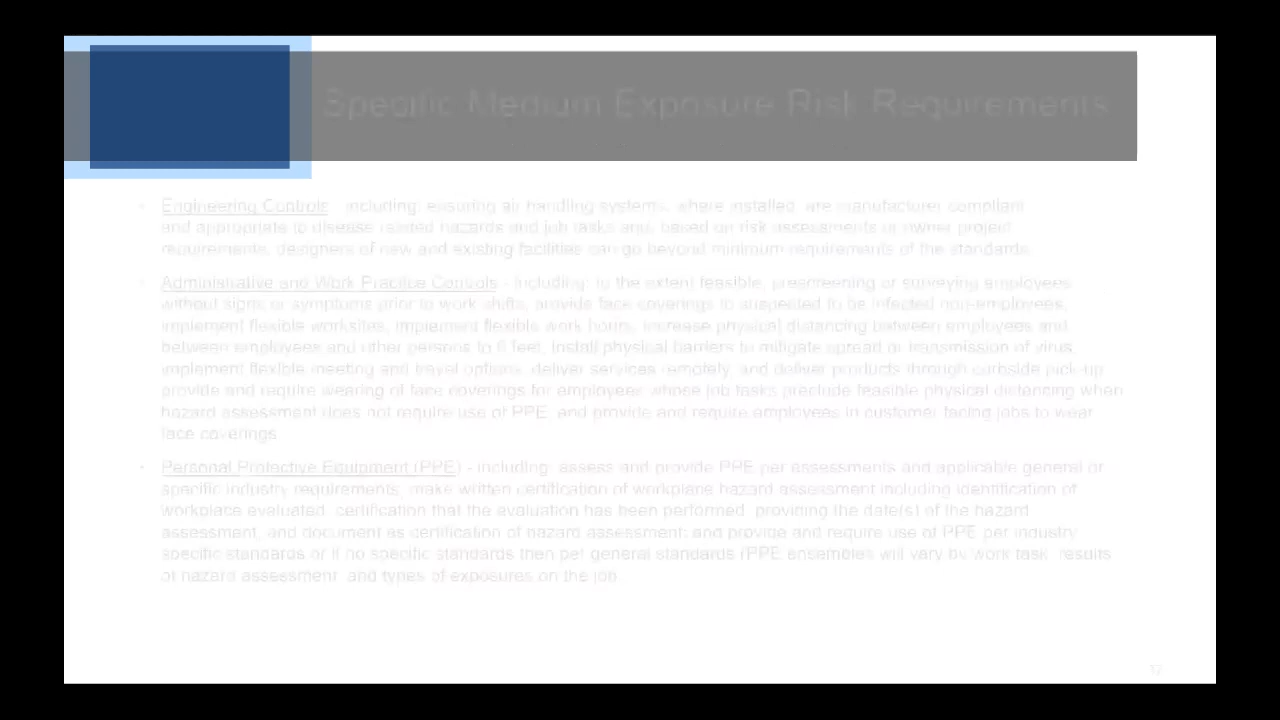 Specific Medium Exposure Risk Requirements
• Engineering Controls - including: ensuring air handling systems, where installed, are manufacturer compliant
and appropriate to disease related hazards and job tasks and, based on risk assessments or owner project
requirements, designers of new and existing facilities can go beyond minimum requirements of the standards.
• Administrative and Work Practice Controls - including: to the extent feasible, prescreening or surveying employees
without signs or symptoms prior to work shifts, provide face coverings to suspected to be infected non-employees,
implement flexible worksites, implement flexible work hours, increase physical distancing between employees and
between employees and other persons to 6 feet, install physical barriers to mitigate spread or transmission of virus,
implement flexible meeting and travel options, deliver services remotely, and deliver products through curbside pick-up,
provide and require wearing of face coverings for employees whose job tasks preclude feasible physical distancing when
hazard assessment does not require use of PPE, and provide and require employees in customer facing jobs to wear
face coverings.
• Personal Protective Equipment (PPE) - including: assess and provide PPE per assessments and applicable general or
specific industry requirements; make written certification of workplane hazard assessment including identification of
workplace evaluated, certification that the evaluation has been performed, providing the date(s) of the hazard
assessment, and document as certification of hazard assessment; and provide and require use of PPE per industry
specific standards or if no specific standards then per general standards (PPE ensembles will vary by work task, results
of hazard assessment, and types of exposures on the job.
37